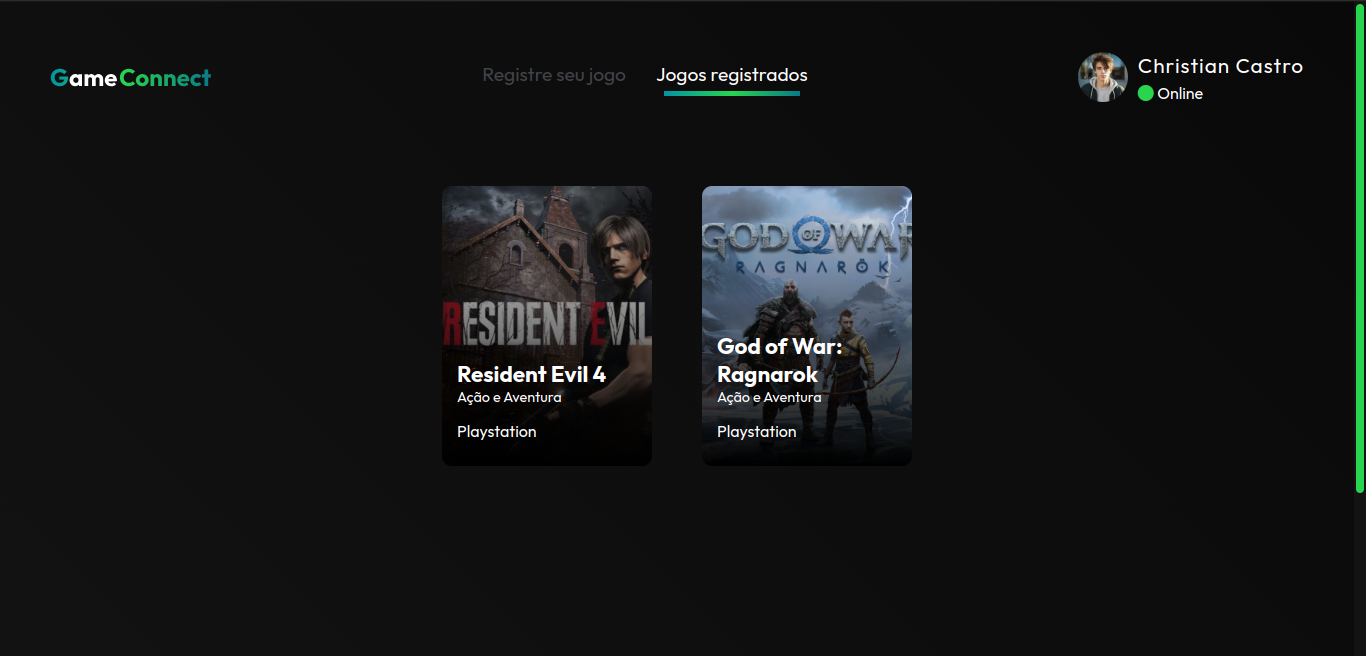 GameConnect
Registre seu jogo
Jogos registrados
Christian Castro
Online
RESIDENT EVIL
Resident Evil 4
Ação e Aventura
Playstation
GOD OF WAR
RAGNARÖK
God of War:
Ragnarok
Ação e Aventura
Playstation